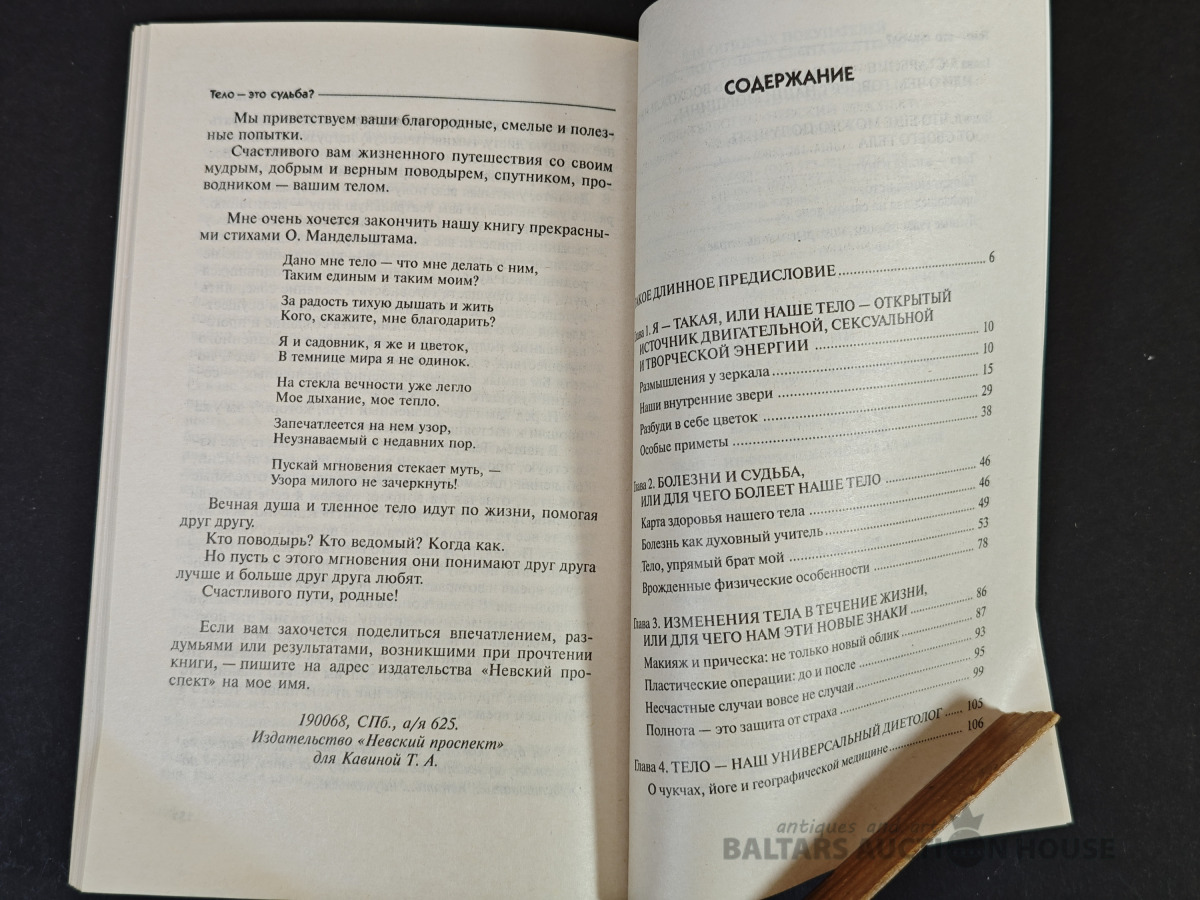 Тело — это судьба?
Мы приветствуем ваши благородные, смелые и полез-
ные попытки.
Счастливого вам жизненного путешествия со своим
мудрым, добрым и верным поводырем, спутником, про-
водником — вашим телом.
Мне очень хочется закончить нашу книгу прекрасны-
ми стихами О. Мандельштама.
Дано мне тело — что мне делать с ним,
Таким единым и таким моим?
За радость тихую дышать и жить
Кого, скажите, мне благодарить?
Я и садовник, я же и цветок,
В темнице мира я не одинок.
На стекла вечности уже легло
Мое дыхание, мое тепло.
Запечатлеется на нем узор,
Неузнаваемый с недавних пор.
Пускай мгновения стекает муть, —
Узора милого не зачеркнуть!
Вечная душа и тленное тело идут по жизни, помогая
друг другу.
Кто поводырь? Кто ведомый? Когда как.
Но пусть с этого мгновения они понимают друг друга
лучше и больше друг друга любят.
Счастливого пути, родные!
Если вам захочется поделиться впечатлением, раз-
думьями или результатами, возникшими при прочтении
книги, — пишите на адрес издательства «Невский про-
спект» на мое имя.
190068, СПб., а/я 625.
Издательство «Невский проспект»
для Кавиной Т. А.
СОДЕРЖАНИЕ
ТАКОЕ ДЛИННОЕ ПРЕДИСЛОВИЕ 6
Глава 1. Я — ТАКАЯ, ИЛИ НАШЕ ТЕЛО — ОТКРЫТЫЙ
ИСТОЧНИК ДВИГАТЕЛЬНОЙ, СЕКСУАЛЬНОЙ
И ТВОРЧЕСКОЙ ЭНЕРГИИ 10
Размышления у зеркала 10
Наши внутренние звери 15
Разбуди в себе цветок 29
Особые приметы 38
Глава 2. БОЛЕЗНИ И СУДЬБА,
ИЛИ ДЛЯ ЧЕГО БОЛЕЕТ НАШЕ ТЕЛО 46
Карта здоровья нашего тела 46
Болезнь как духовный учитель 49
Тело, упрямый брат мой 53
Врожденные физические особенности 78
Глава 3. ИЗМЕНЕНИЯ ТЕЛА В ТЕЧЕНИЕ ЖИЗНИ,
ИЛИ ДЛЯ ЧЕГО НАМ ЭТИ НОВЫЕ ЗНАКИ 86
Макияж и прическа: не только новый облик 87
Пластические операции: до и после 93
Несчастные случаи вовсе не случаи 95
Полнота — это защита от страха 99
Глава 4. ТЕЛО — НАШ УНИВЕРСАЛЬНЫЙ ДИЕТОЛОГ 105
О чукчах, йоге и географической медицине 106
antiques and art
BALTARS AUCTION HOUSE